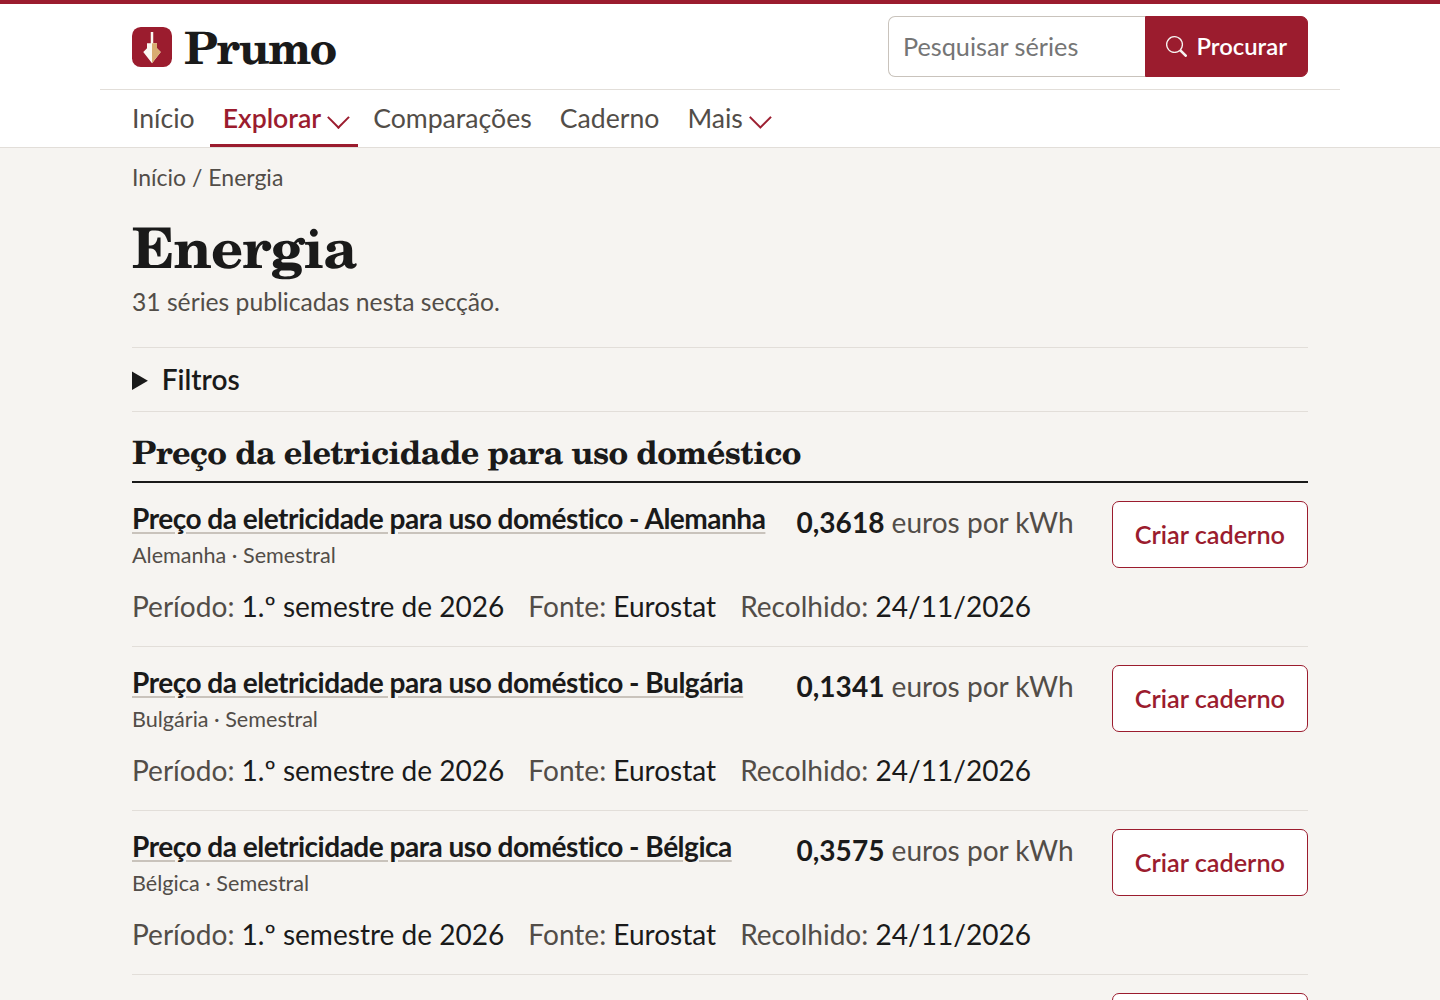 Prumo
Pesquisar séries
Procurar
Início
Explorar
Comparações
Caderno
Mais
Início / Energia
Energia
31 séries publicadas nesta secção.
Filtros
Preço da eletricidade para uso doméstico
Preço da eletricidade para uso doméstico - Alemanha
0,3618 euros por kWh
Criar caderno
Alemanha · Semestral
Período: 1.º semestre de 2026 Fonte: Eurostat Recolhido: 24/11/2026
Preço da eletricidade para uso doméstico - Bulgária
0,1341 euros por kWh
Criar caderno
Bulgária · Semestral
Período: 1.º semestre de 2026 Fonte: Eurostat Recolhido: 24/11/2026
Preço da eletricidade para uso doméstico - Bélgica
0,3575 euros por kWh
Criar caderno
Bélgica · Semestral
Período: 1.º semestre de 2026 Fonte: Eurostat Recolhido: 24/11/2026